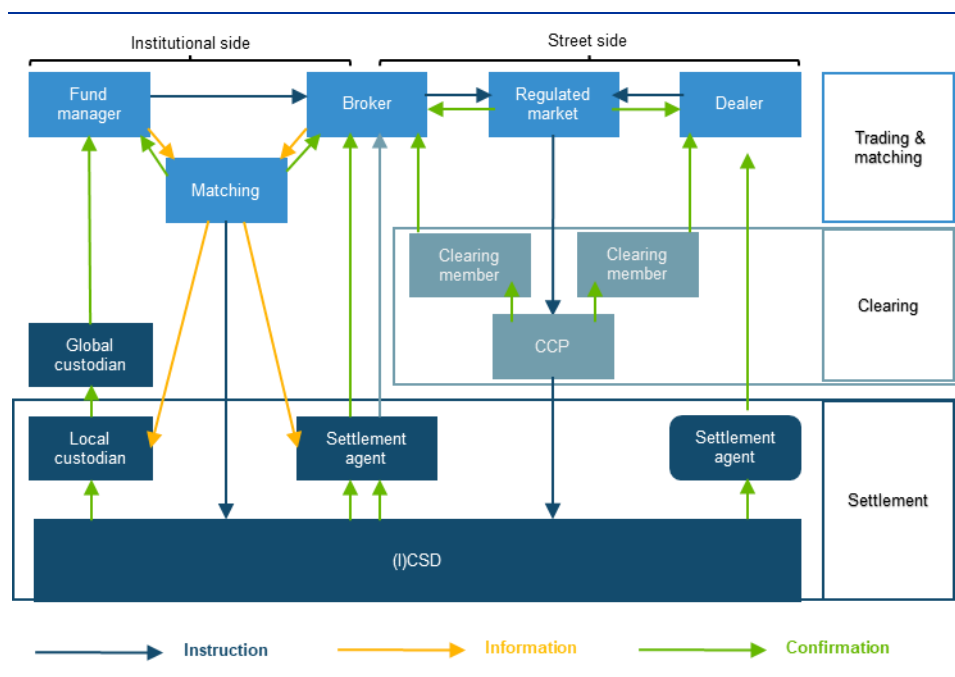 Institutional side
Street side
Fund
manager
Broker
Regulated
market
Dealer
Trading &
matching
Matching
Clearing
member
Clearing
member
Clearing
CCP
Global
custodian
Local
custodian
Settlement
agent
Settlement
agent
Settlement
(I)CSD
Instruction
Information
Confirmation